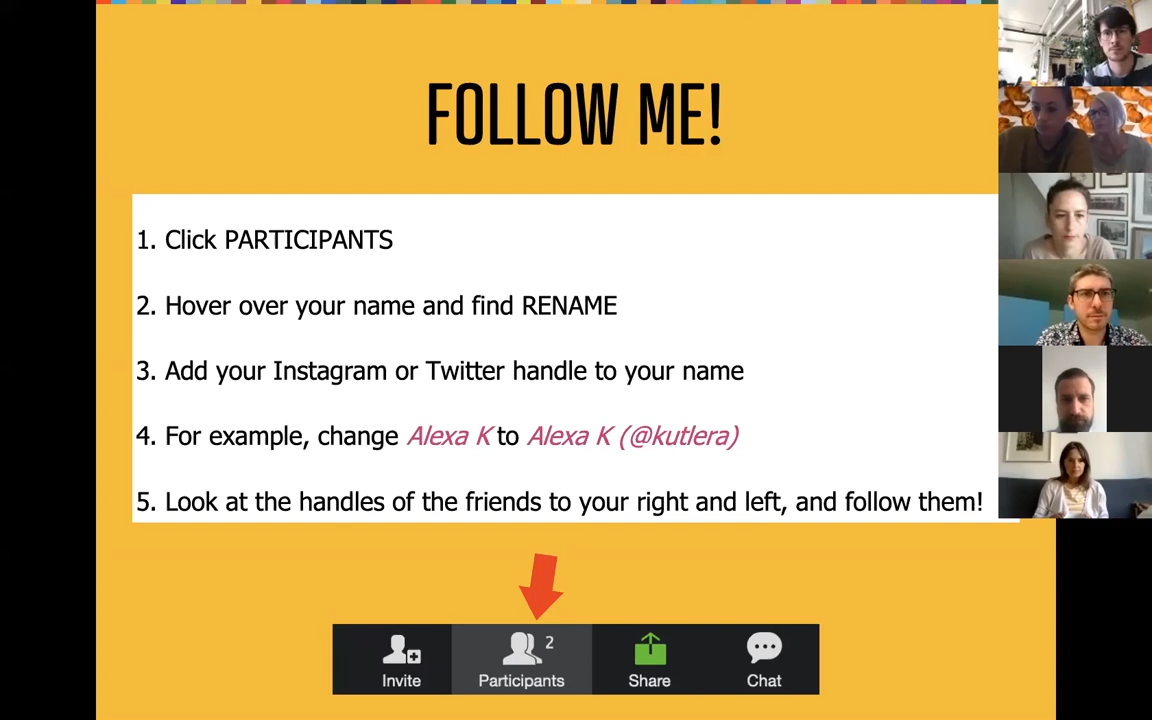 FOLLOW ME!
1. Click PARTICIPANTS
2. Hover over your name and find RENAME
3. Add your Instagram or Twitter handle to your name
4. For example, change Alexa K to Alexa K (@kutlera)
5. Look at the handles of the friends to your right and left, and follow them!
2
Invite Participants Share Chat